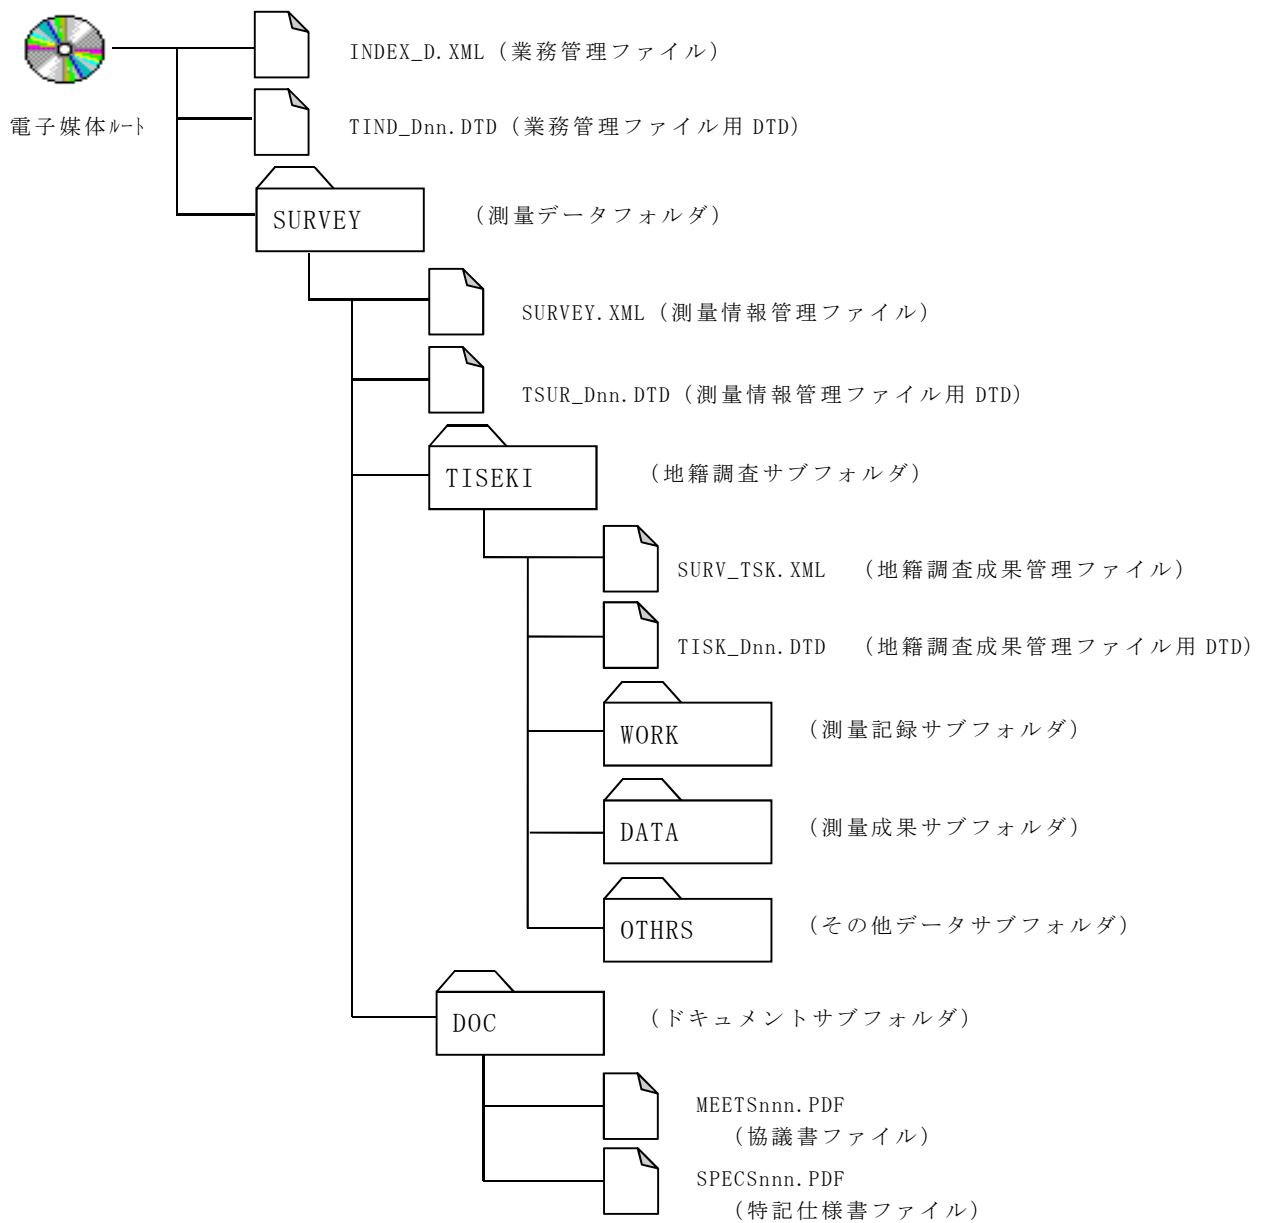 INDEX_D.XML（業務管理ファイル）
電子媒体ﾙｰﾄ
TIND_Dnn.DTD（業務管理ファイル用 DTD）
SURVEY （測量データフォルダ）
SURVEY.XML（測量情報管理ファイル）
TSUR_Dnn.DTD（測量情報管理ファイル用 DTD）
TISEKI （地籍調査サブフォルダ）
SURV_TSK.XML （地籍調査成果管理ファイル）
TISK_Dnn.DTD （地籍調査成果管理ファイル用 DTD）
WORK （測量記録サブフォルダ）
DATA （測量成果サブフォルダ）
OTHRS （その他データサブフォルダ）
DOC （ドキュメントサブフォルダ）
MEETSnnn.PDF
（協議書ファイル）
SPECSnnn.PDF
（特記仕様書ファイル）